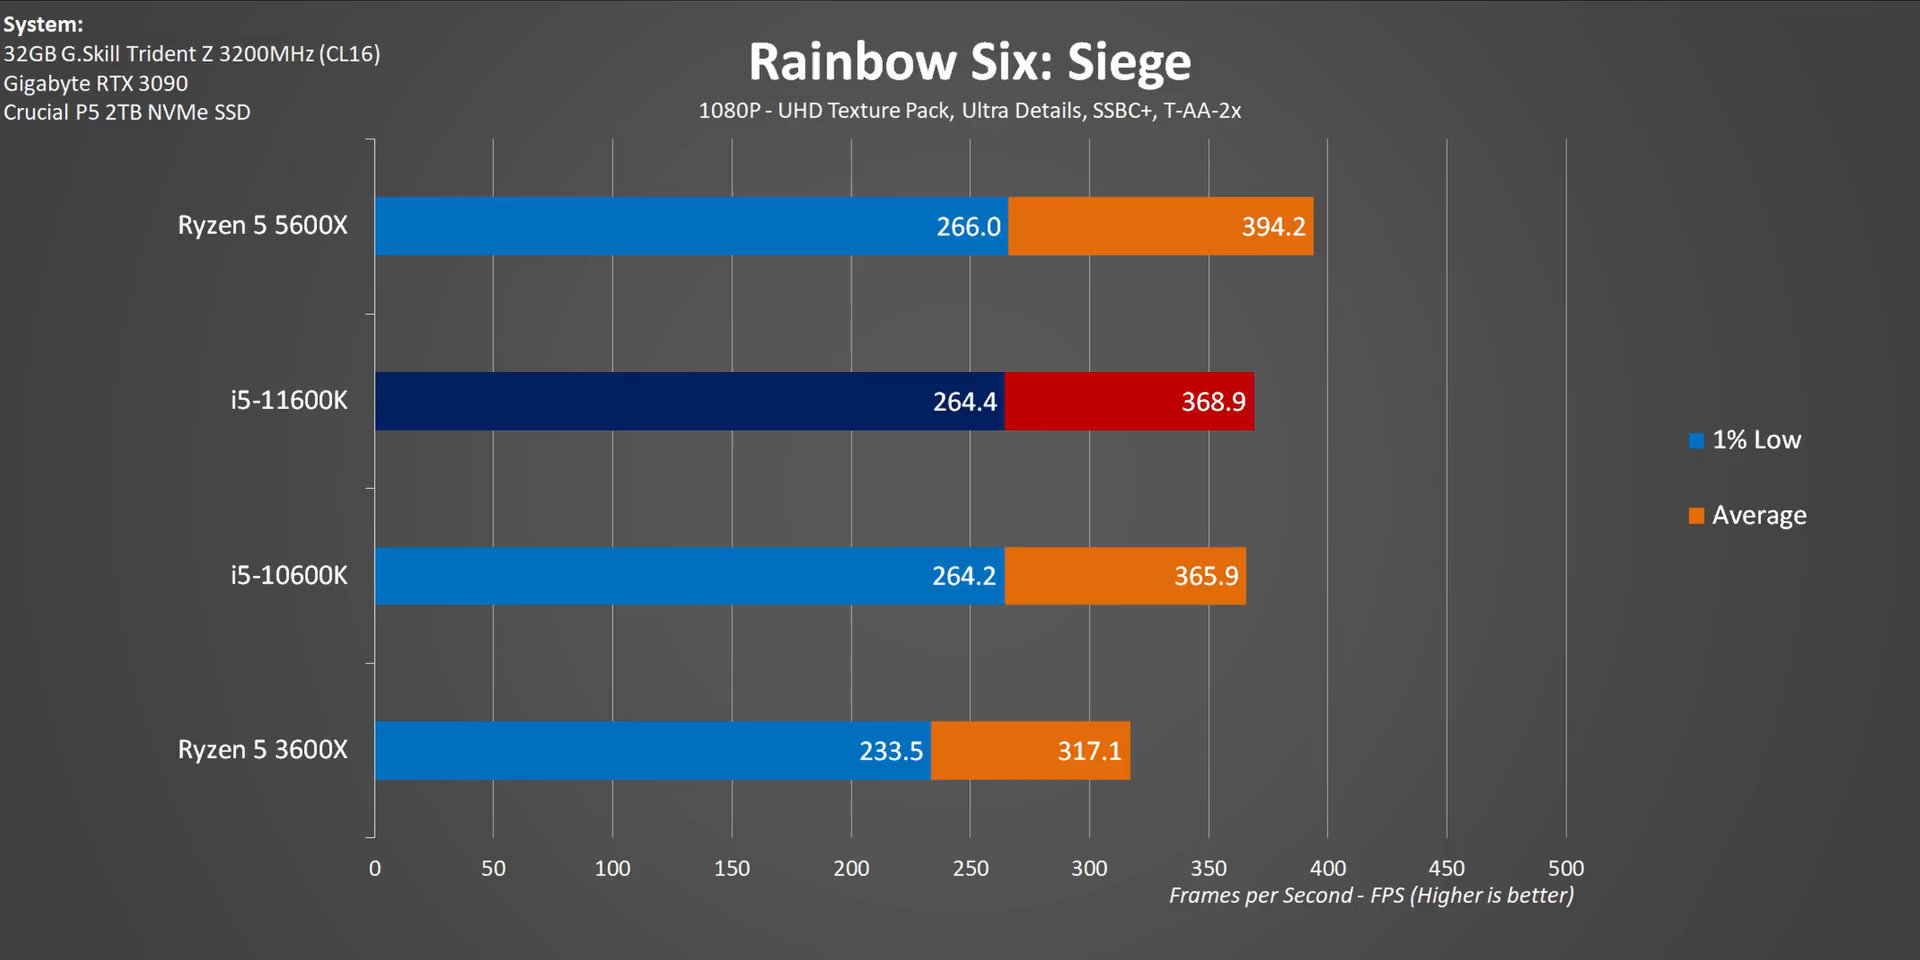 System:
32GB G.Skill Trident Z 3200MHz (CL16)
Gigabyte RTX 3090
Crucial P5 2TB NVMe SSD
Rainbow Six: Siege
1080P - UHD Texture Pack, Ultra Details, SSBC+, T-AA-2x
Ryzen 5 5600X 266.0 394.2
i5-11600K 264.4 368.9
i5-10600K 264.2 365.9
Ryzen 5 3600X 233.5 317.1
1% Low
Average
0 50 100 150 200 250 300 350 400 450 500
Frames per Second - FPS (Higher is better)